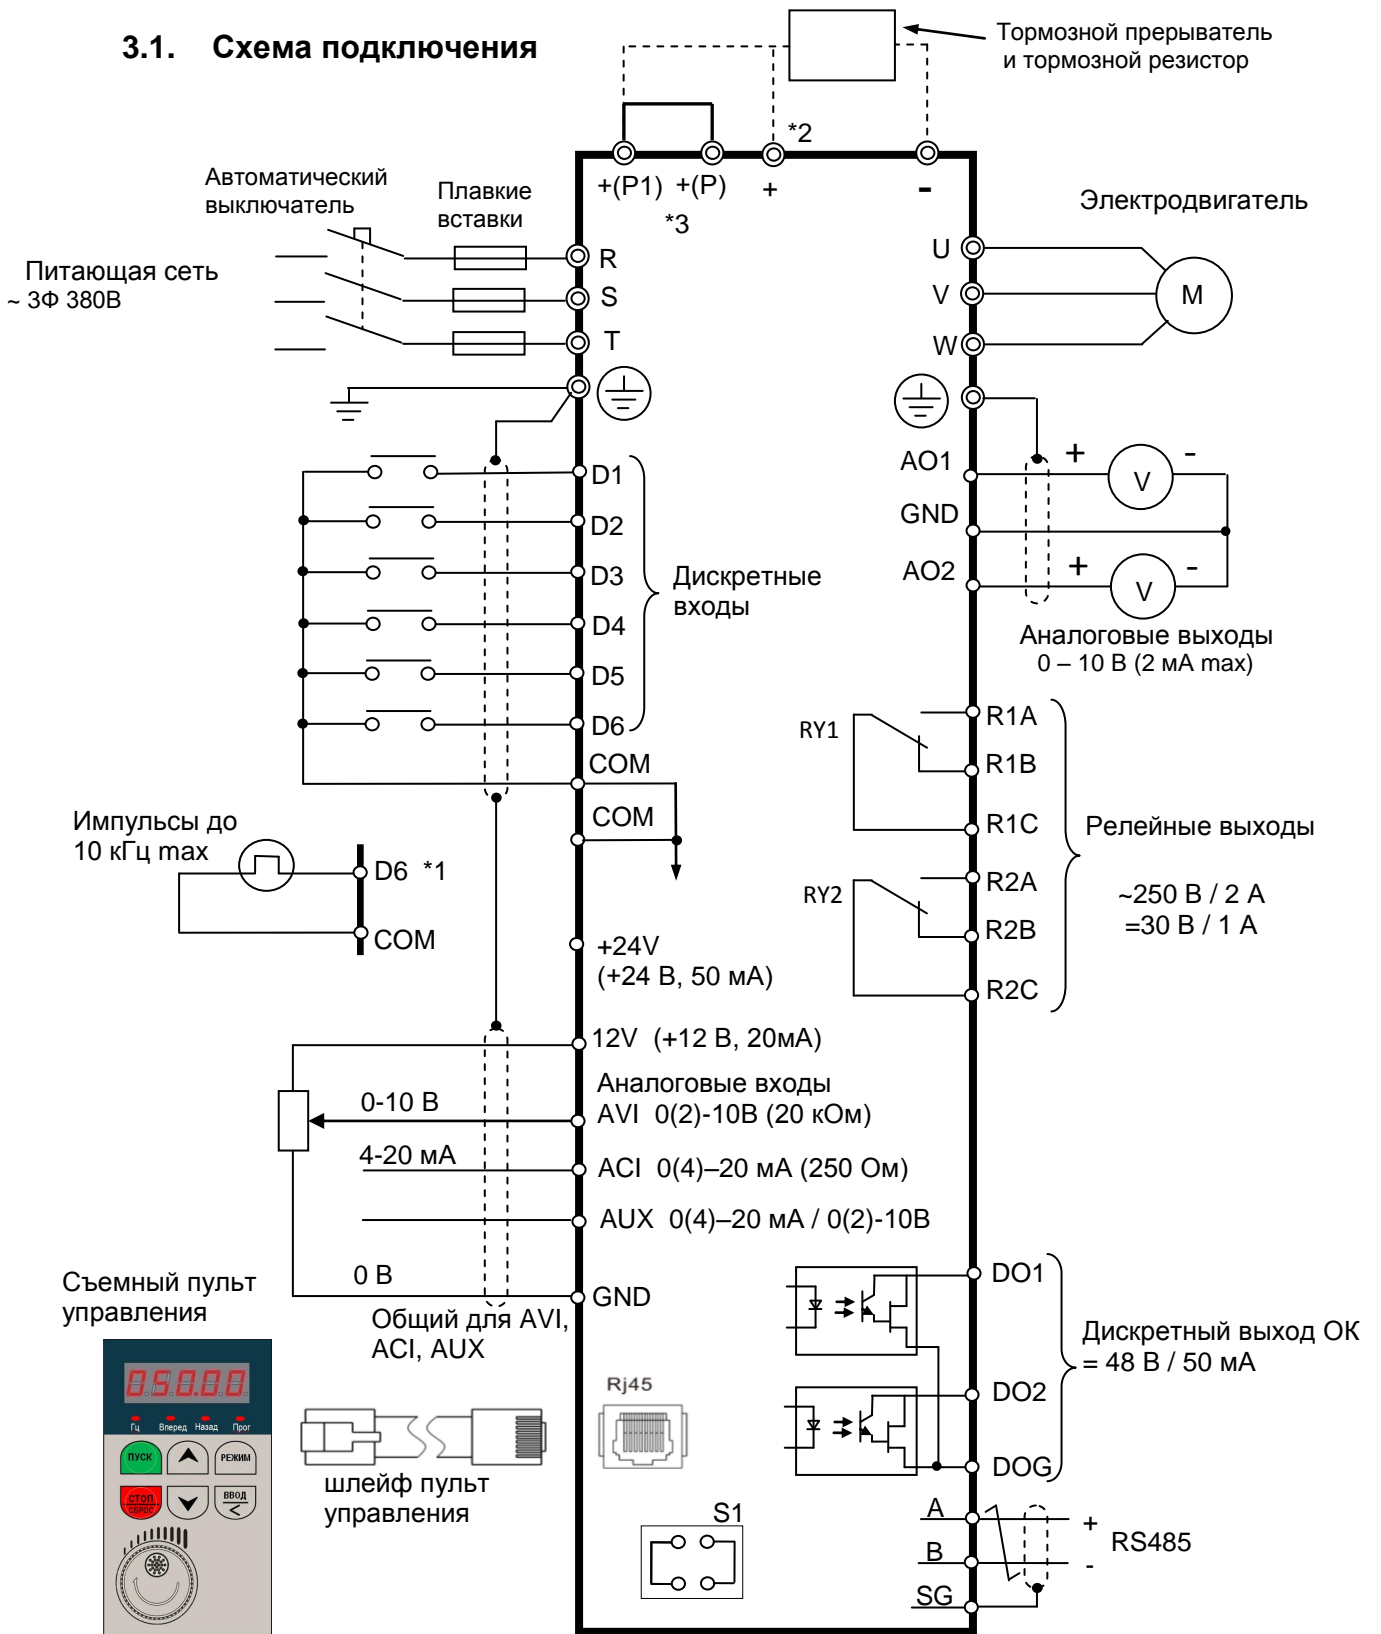 3.1. Схема подключения
Тормозной прерыватель
и тормозной резистор
*2
+(P1) +(P) + -
*3
Автоматический
выключатель
Плавкие
вставки
Электродвигатель
Питающая сеть
~ 3Ф 380В
R
S
T
U
V
W
M
D1
D2
D3
D4
D5
D6
Дискретные
входы
COM
COM
AO1
GND
AO2
+ V -
+ V -
Аналоговые выходы
0 – 10 В (2 мА max)
RY1
R1A
R1B
R1C
RY2
R2A
R2B
R2C
Релейные выходы
~250 В / 2 А
=30 В / 1 А
Импульсы до
10 кГц max
D6 *1
COM
+24V
(+24 В, 50 мА)
12V (+12 В, 20мА)
Аналоговые входы
0-10 В
AVI 0(2)-10В (20 кОм)
4-20 мА
ACI 0(4)–20 мА (250 Ом)
AUX 0(4)–20 мА / 0(2)-10В
0 В
GND
Общий для AVI,
ACI, AUX
Съемный пульт
управления
050.00
Гц Вперед Назад Прог
ПУСК
РЕЖИМ
СТОП
СБРОС
ВВОД
<
шлейф пульт
управления
Rj45
S1
DO1
DO2
DOG
Дискретный выход ОК
= 48 В / 50 мА
A
B
SG
+
-
RS485